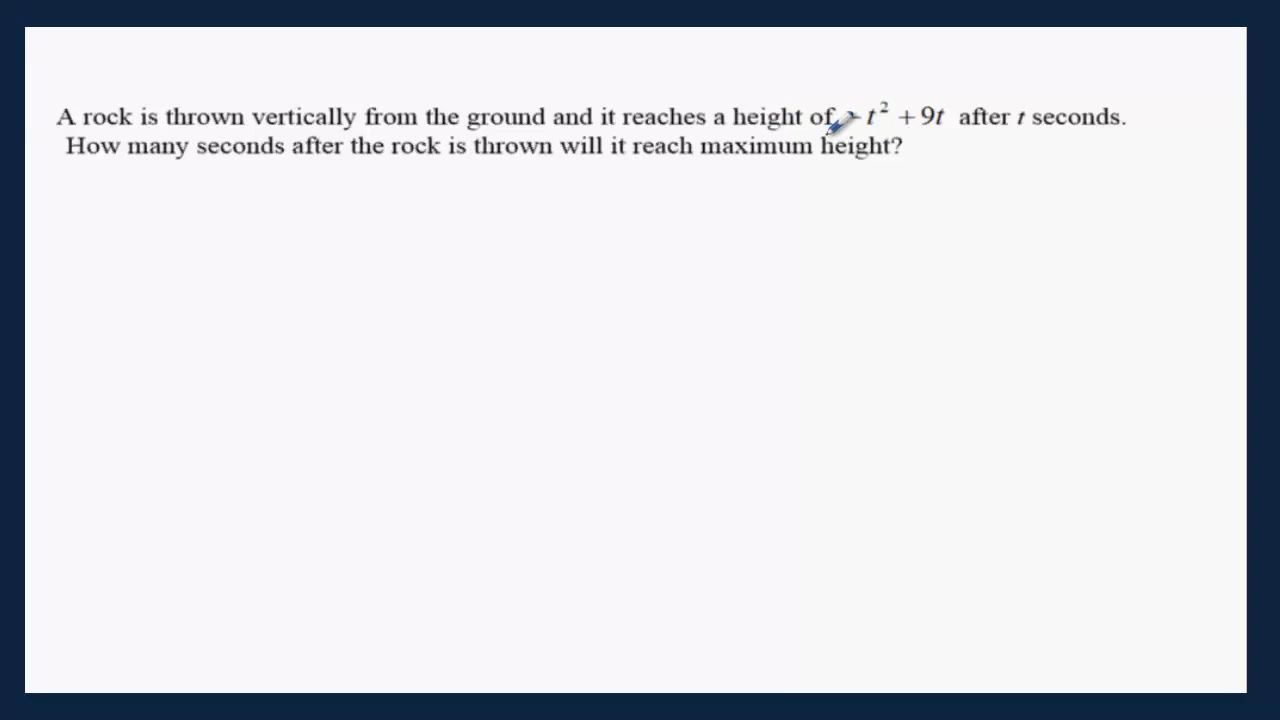 A rock is thrown vertically from the ground and it reaches a height of - t² + 9t after t seconds.
How many seconds after the rock is thrown will it reach maximum height?